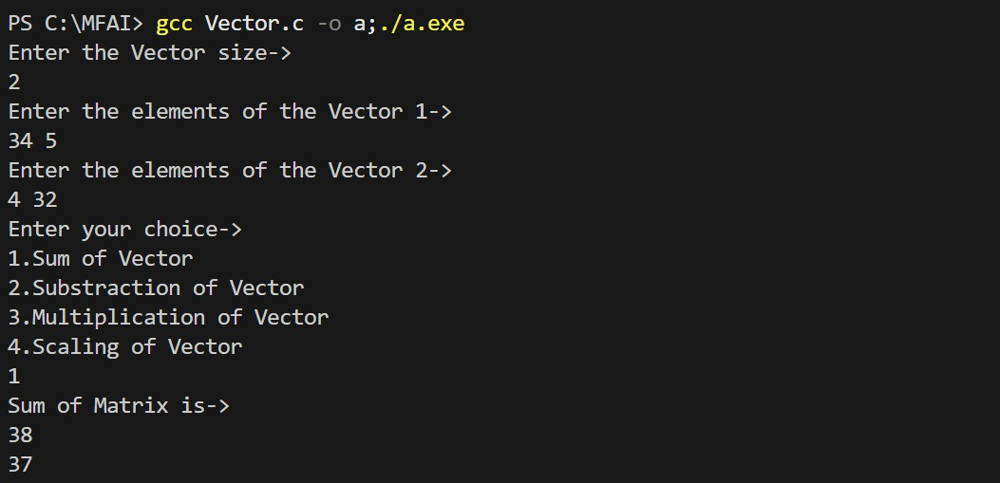 PS C:\MFAI> gcc Vector.c -o a;./a.exe
Enter the Vector size->
2
Enter the elements of the Vector 1->
34 5
Enter the elements of the Vector 2->
4 32
Enter your choice->
1.Sum of Vector
2.Substraction of Vector
3.Multiplication of Vector
4.Scaling of Vector
1
Sum of Matrix is->
38
37